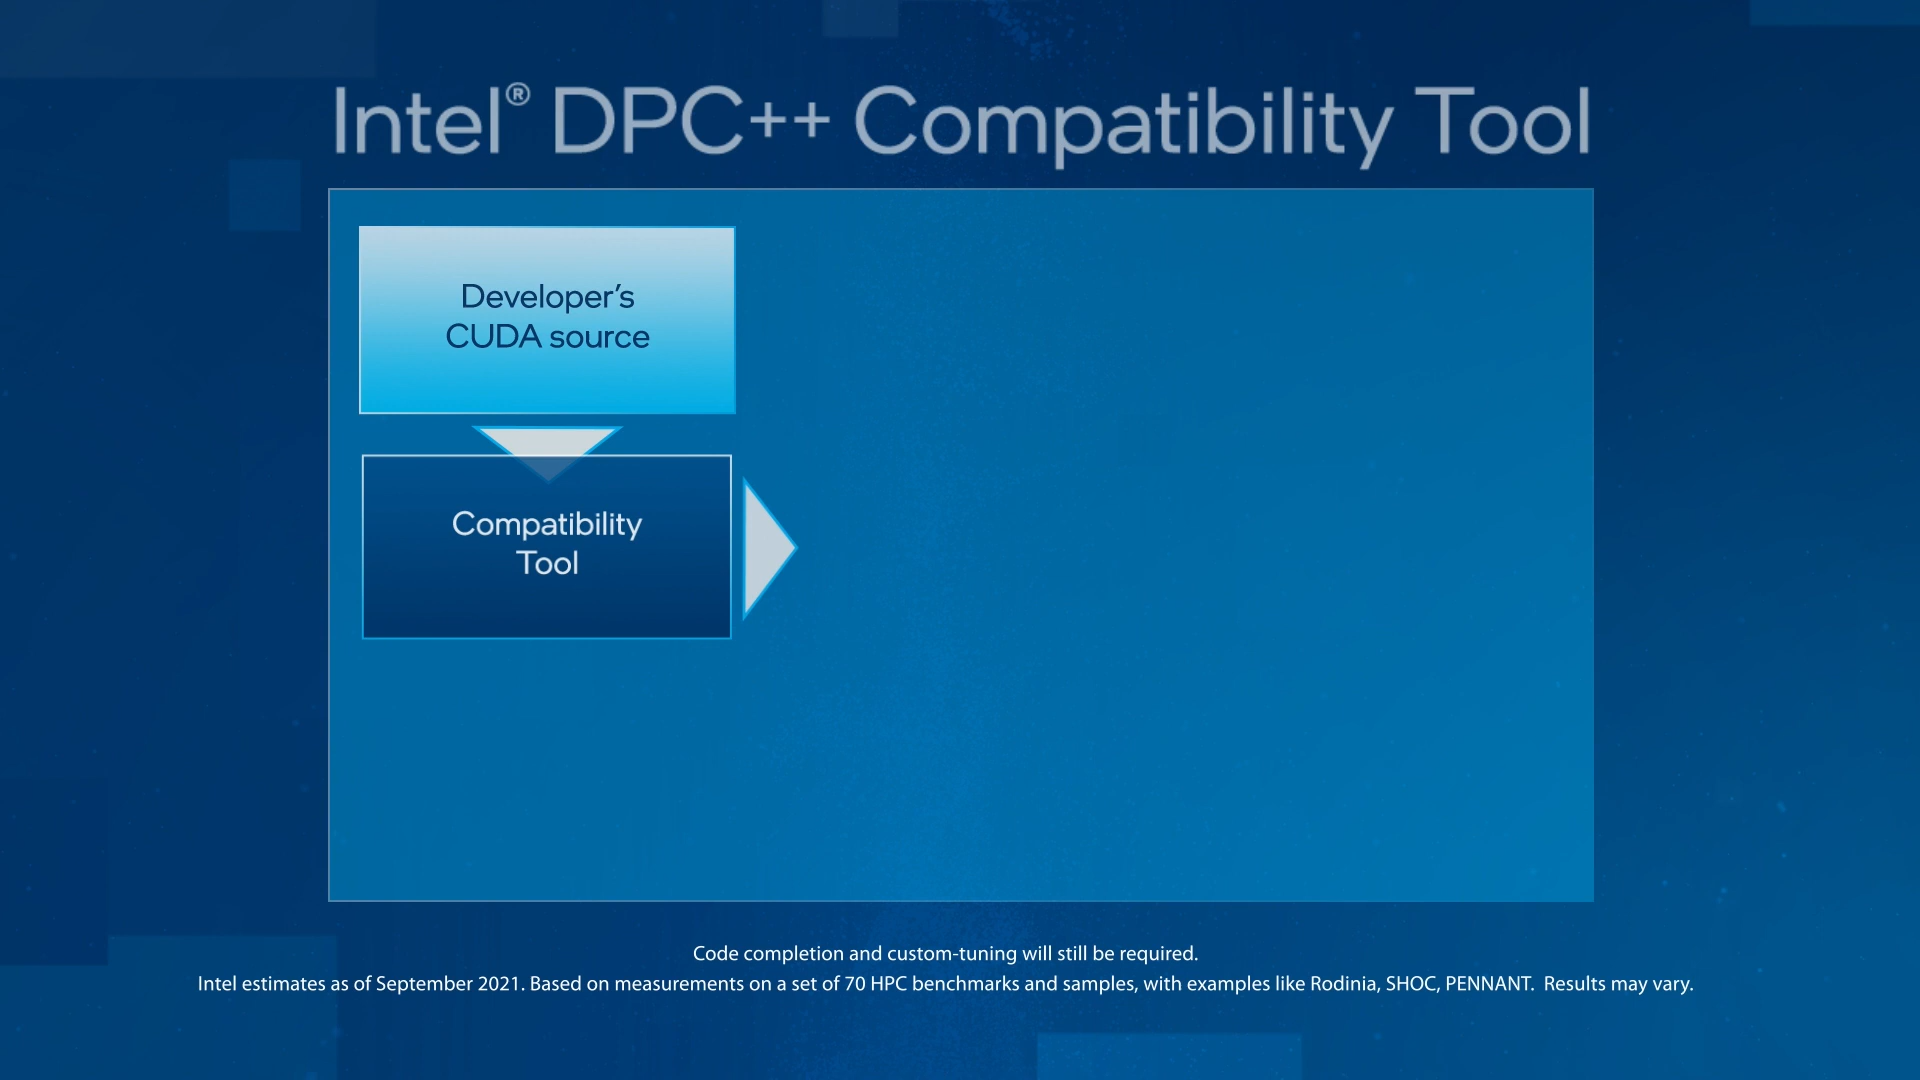 Intel® DPC++ Compatibility Tool
Developer’s
CUDA source
Compatibility
Tool
Code completion and custom-tuning will still be required.
Intel estimates as of September 2021. Based on measurements on a set of 70 HPC benchmarks and samples, with examples like Rodinia, SHOC, PENNANT.  Results may vary.